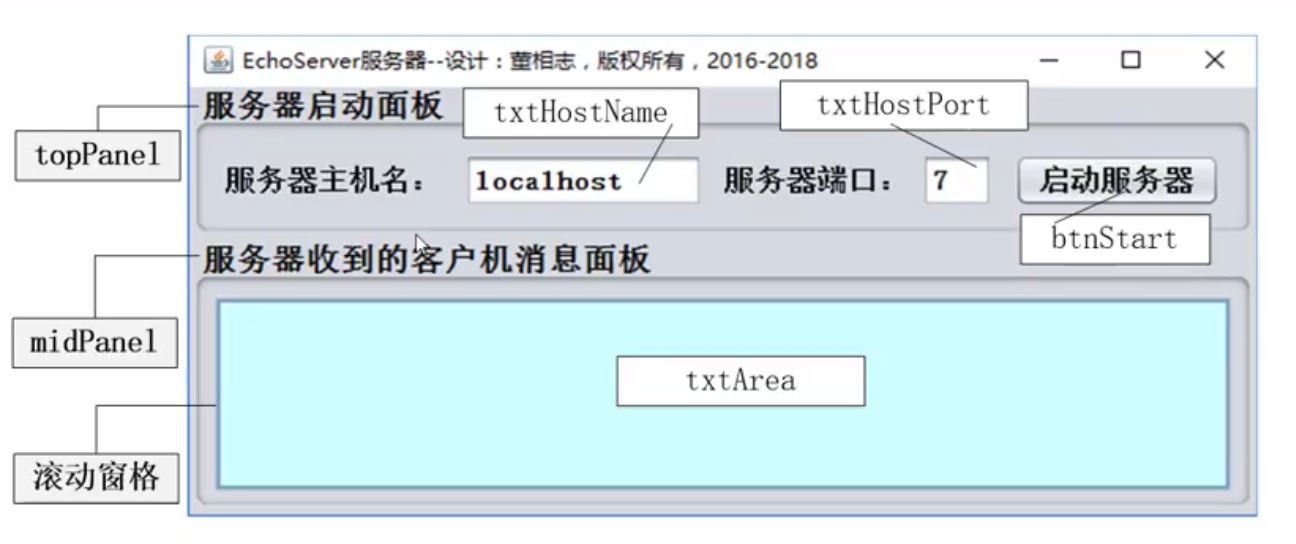 EchoServer服务器--设计：董相志，版权所有，2016-2018
服务器启动面板
txtHostName
txtHostPort
topPanel
服务器主机名：
localhost
服务器端口：
7
启动服务器
btnStart
服务器收到的客户机消息面板
midPanel
txtArea
滚动窗格